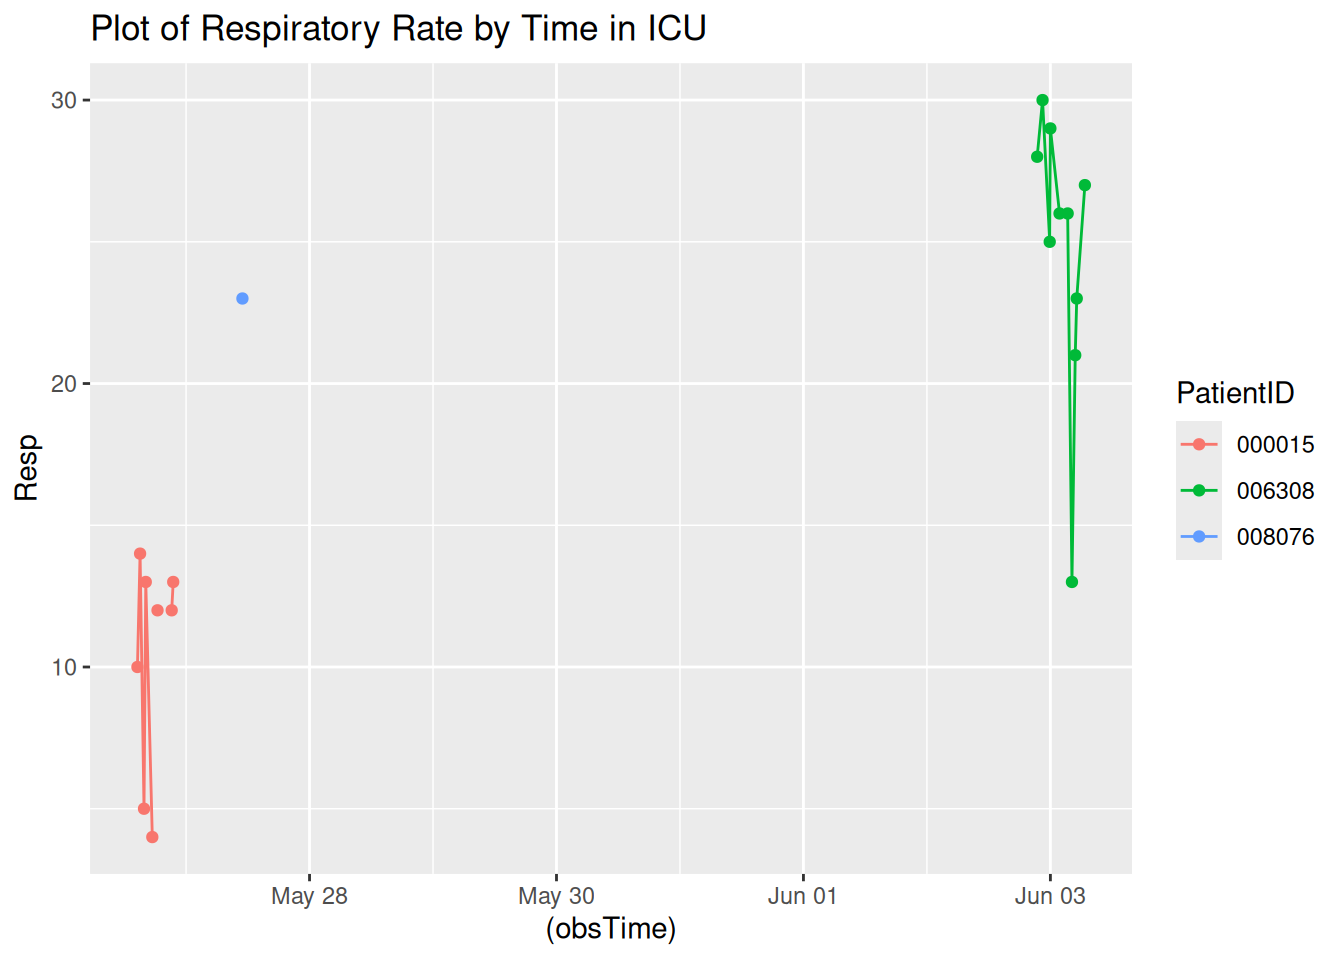 Plot of Respiratory Rate by Time in ICU
30
20
10
Resp
May 28
May 30
Jun 01
Jun 03
(obsTime)
PatientID
000015
006308
008076